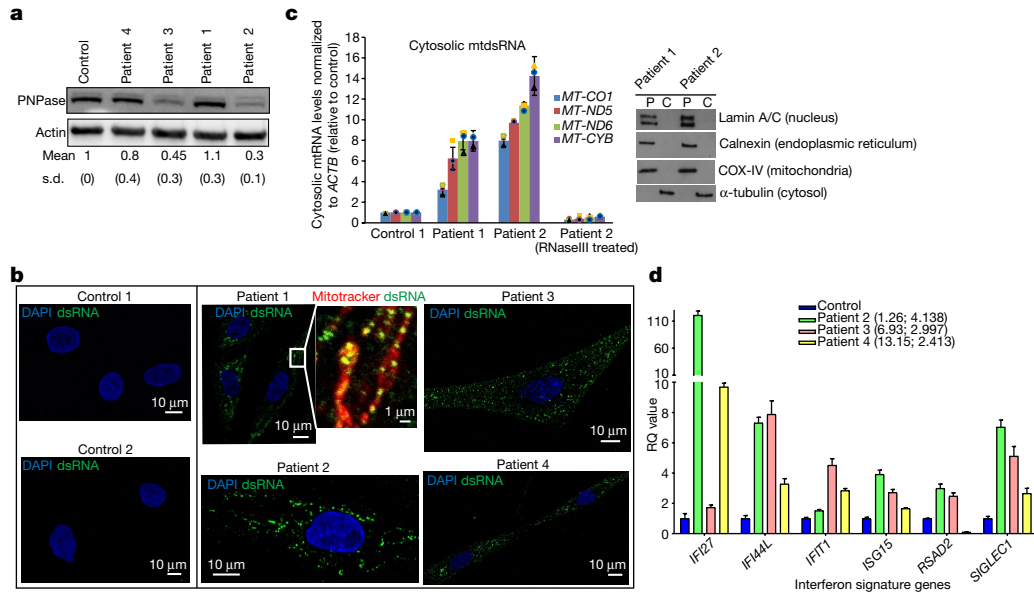 a
Control
Patient 4
Patient 3
Patient 1
Patient 2
PNPase
Actin
Mean 1 0.8 0.45 1.1 0.3
s.d. (0) (0.4) (0.3) (0.3) (0.1)
c
Cytosolic mtRNA levels normalized
to ACTB (relative to control)
18
16
14
12
10
8
6
4
2
0
Cytosolic mtdsRNA
MT-CO1
MT-ND5
MT-ND6
MT-CYB
Control 1 Patient 1 Patient 2 Patient 2
(RNaseIII treated)
Patient 1
Patient 2
P C P C
Lamin A/C (nucleus)
Calnexin (endoplasmic reticulum)
COX-IV (mitochondria)
α-tubulin (cytosol)
b
Control 1
DAPI dsRNA
10 μm
Control 2
DAPI dsRNA
10 μm
Patient 1
DAPI dsRNA
10 μm
Mitotracker dsRNA
1 μm
Patient 3
DAPI dsRNA
10 μm
Patient 2
DAPI dsRNA
10 μm
Patient 4
DAPI dsRNA
10 μm
d
RQ value
110
60
10
10
8
6
4
2
0
Control
Patient 2 (1.26; 4.138)
Patient 3 (6.93; 2.997)
Patient 4 (13.15; 2.413)
IFI27
IFI44L
IFIT1
ISG15
RSAD2
SIGLEC1
Interferon signature genes